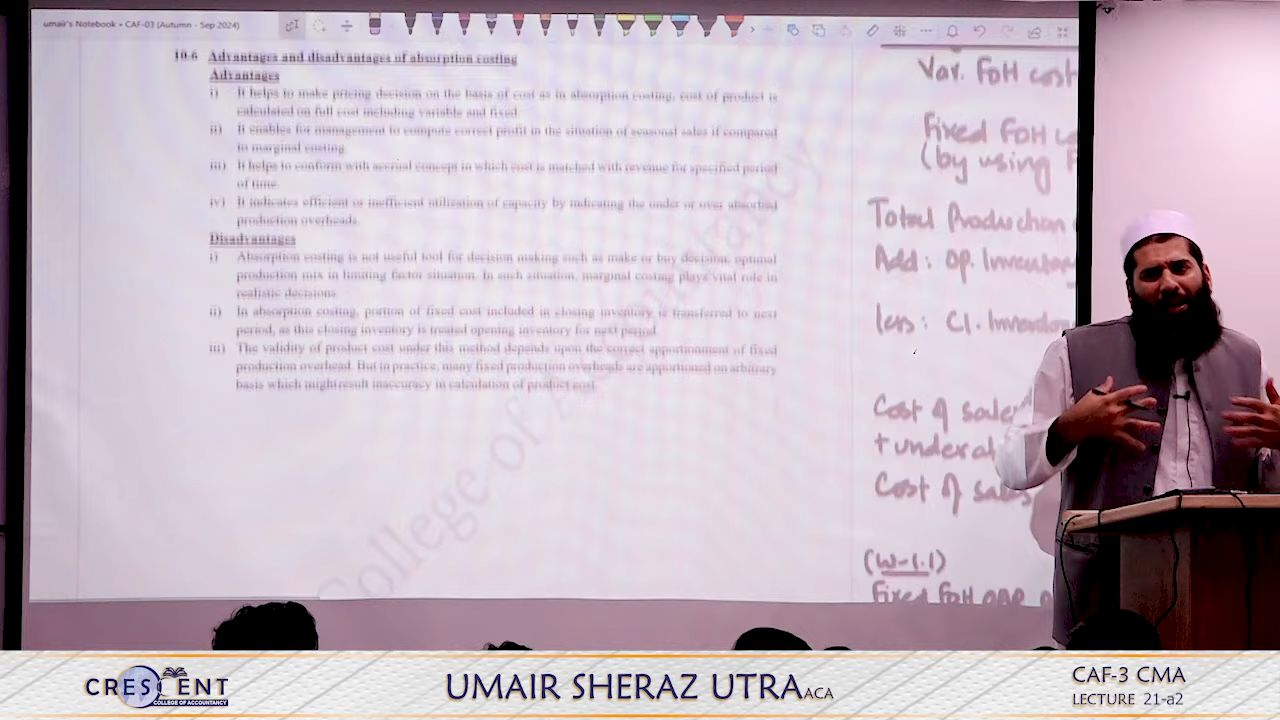 umair's Notebook • CAF-03 (Autumn - Sep 2024)
10.6 Advantages and disadvantages of absorption costing
Advantages
i) It helps to make pricing decision on the basis of cost as in absorption costing, cost of product is
calculated on full cost including variable and fixed.
ii) It enables for management to compute correct profit in the situation of seasonal sales if compared
to marginal costing.
iii) It helps to conform with accrual concept in which cost is matched with revenue for specified period
of time.
iv) It indicates efficient or inefficient utilization of capacity by indicating the under or over absorbed
production overheads.
Disadvantages
i) Absorption costing is not useful tool for decision making such as make or buy decision, optimal
production mix in limiting factor situation. In such situation, marginal costing plays vital role in
realistic decisions.
ii) In absorption costing, portion of fixed cost included in closing inventory is transferred to next
period, as this closing inventory is treated opening inventory for next period.
iii) The validity of product cost under this method depends upon the correct apportionment of fixed
production overhead. But in practice, many fixed production overheads are apportioned on arbitrary
basis which might result inaccuracy in calculation of product cost.
College of Accountancy
Var. FOH cost
Fixed FOH
(by using
Total Production
Add: Op. Inventory
less: Cl. Inventory
Cost of sales
+ under
Cost of sales
(W-1.1)
Fixed FOH OAR
CRESCENT
COLLEGE OF ACCOUNTANCY
UMAIR SHERAZ UTRA ACA
CAF-3 CMA
LECTURE 21-a2